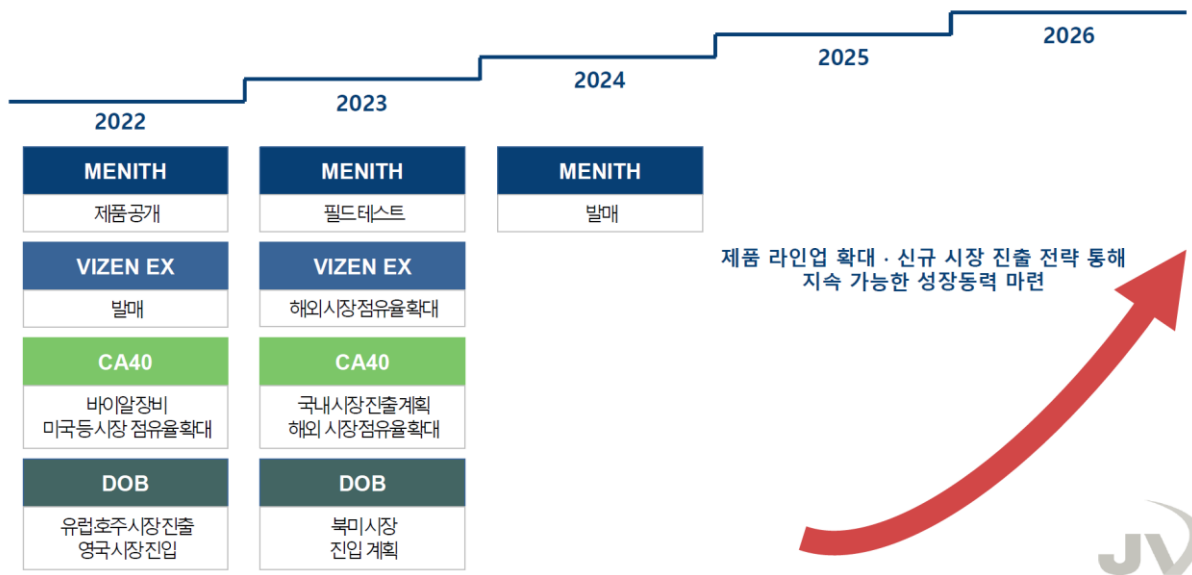 2022
2023
2024
2025
2026
MENITH
제품 공개
VIZEN EX
발매
CA40
바이알 장비
미국 등 시장 점유율 확대
DOB
유럽·호주 시장 진출
영국 시장 진입
MENITH
필드 테스트
VIZEN EX
해외 시장 점유율 확대
CA40
국내 시장 진출 계획
해외 시장 점유율 확대
DOB
북미 시장
진입 계획
MENITH
발매
제품 라인업 확대 · 신규 시장 진출 전략 통해
지속 가능한 성장동력 마련